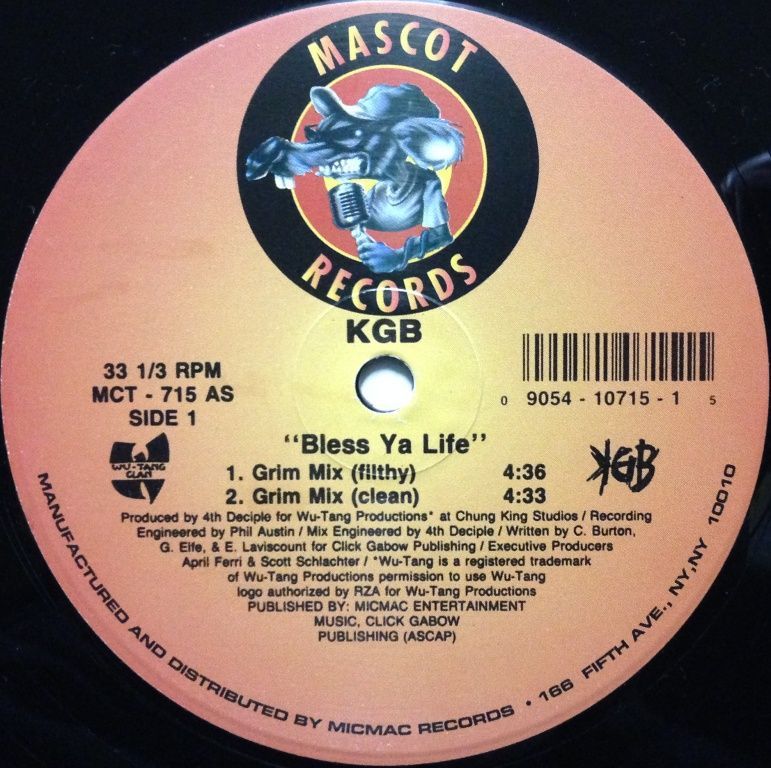 MASCOT
RECORDS
KGB
33 1/3 RPM
MCT - 715 AS
SIDE 1
0 9054 - 10715 - 1 5
"Bless Ya Life"
WU-TANG
CLAN
KGB
1. Grim Mix (filthy) 4:36
2. Grim Mix (clean) 4:33
Produced by 4th Deciple for Wu-Tang Productions* at Chung King Studios / Recording
Engineered by Phil Austin / Mix Engineered by 4th Deciple / Written by C. Burton,
G. Elfe, & E. Laviscount for Click Gabow Publishing / Executive Producers
April Ferri & Scott Schlachter / *Wu-Tang is a registered trademark
of Wu-Tang Productions permission to use Wu-Tang
logo authorized by RZA for Wu-Tang Productions
PUBLISHED BY: MICMAC ENTERTAINMENT
MUSIC, CLICK GABOW
PUBLISHING (ASCAP)
MANUFACTURED AND DISTRIBUTED BY MICMAC RECORDS • 166 FIFTH AVE., NY,NY 10010